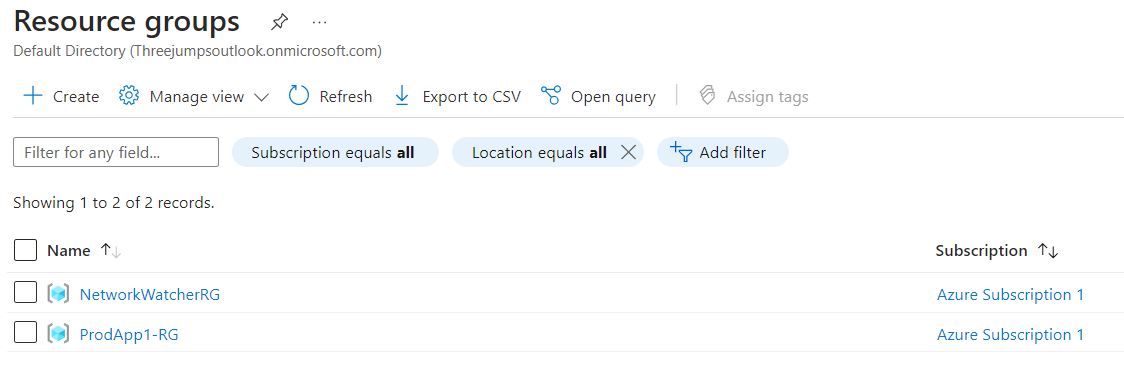 Resource groups ...
Default Directory (Threejumpsoutlook.onmicrosoft.com)
Create Manage view Refresh Export to CSV Open query Assign tags
Filter for any field... Subscription equals all Location equals all Add filter
Showing 1 to 2 of 2 records.
Name Subscription
NetworkWatcherRG Azure Subscription 1
ProdApp1-RG Azure Subscription 1